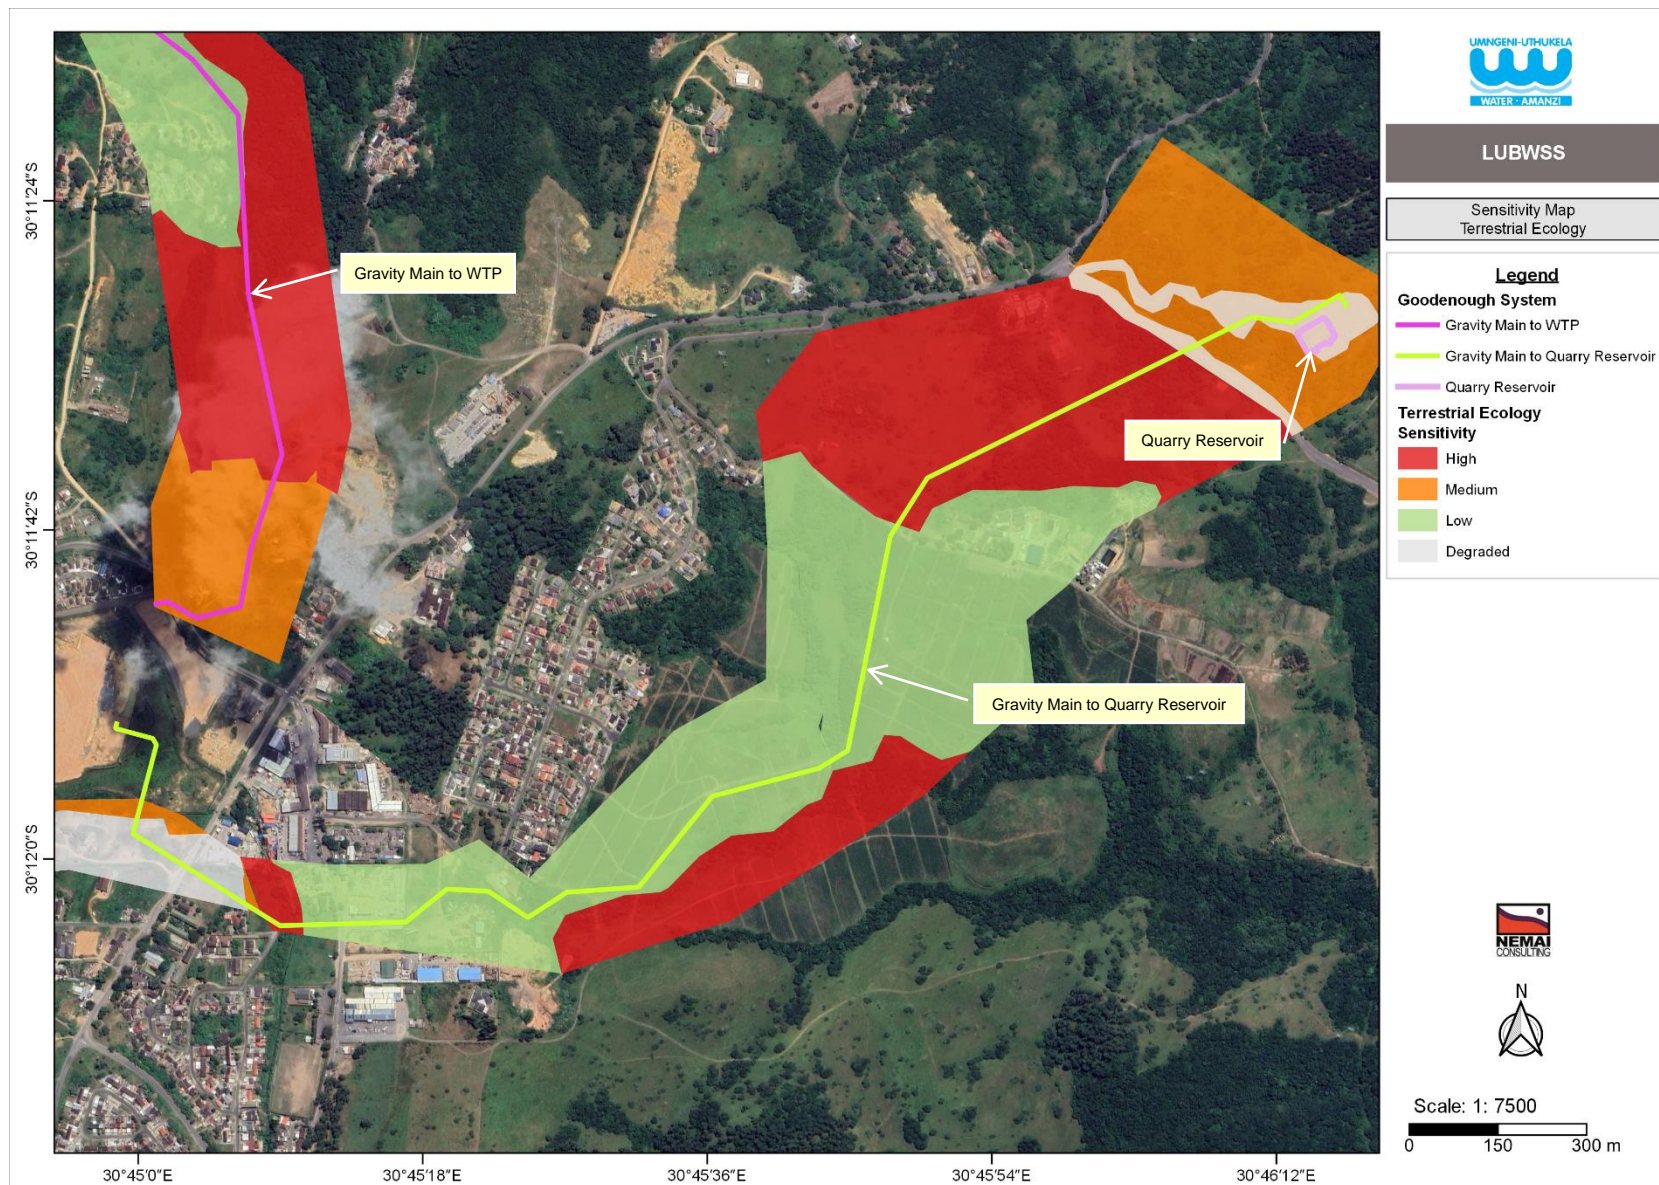 UMNGENI-UTHUKELA
WATER · AMANZI
LUBWSS
Sensitivity Map
Terrestrial Ecology
Legend
Goodenough System
Gravity Main to WTP
Gravity Main to Quarry Reservoir
Quarry Reservoir
Terrestrial Ecology
Sensitivity
High
Medium
Low
Degraded
Gravity Main to WTP
Quarry Reservoir
Gravity Main to Quarry Reservoir
30°11'24"S
30°11'42"S
30°12'0"S
30°45'0"E
30°45'18"E
30°45'36"E
30°45'54"E
30°46'12"E
NEMAI
CONSULTING
N
Scale: 1: 7500
0 150 300 m